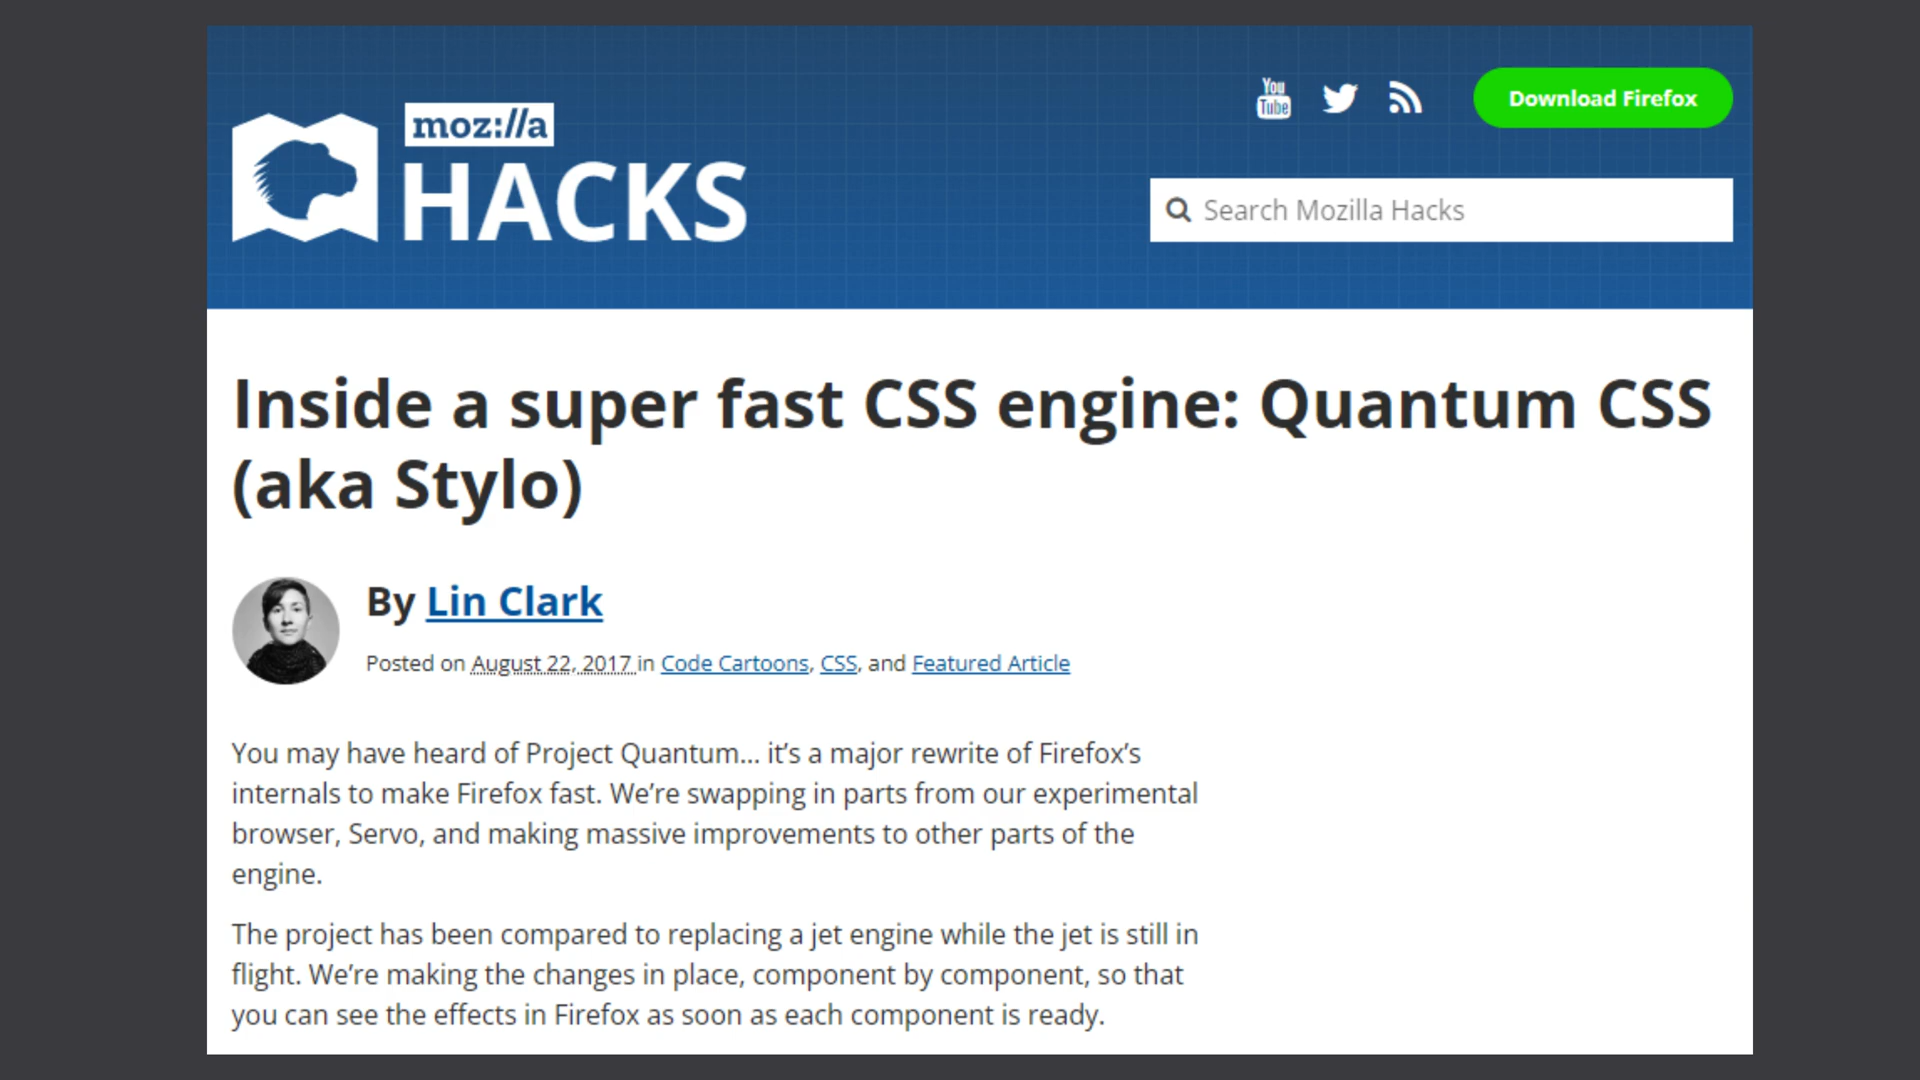 You
Tube
Download Firefox
moz://a
HACKS
Search Mozilla Hacks
Inside a super fast CSS engine: Quantum CSS
(aka Stylo)
By Lin Clark
Posted on August 22, 2017 in Code Cartoons, CSS, and Featured Article
You may have heard of Project Quantum… it’s a major rewrite of Firefox’s
internals to make Firefox fast. We’re swapping in parts from our experimental
browser, Servo, and making massive improvements to other parts of the
engine.
The project has been compared to replacing a jet engine while the jet is still in
flight. We’re making the changes in place, component by component, so that
you can see the effects in Firefox as soon as each component is ready.